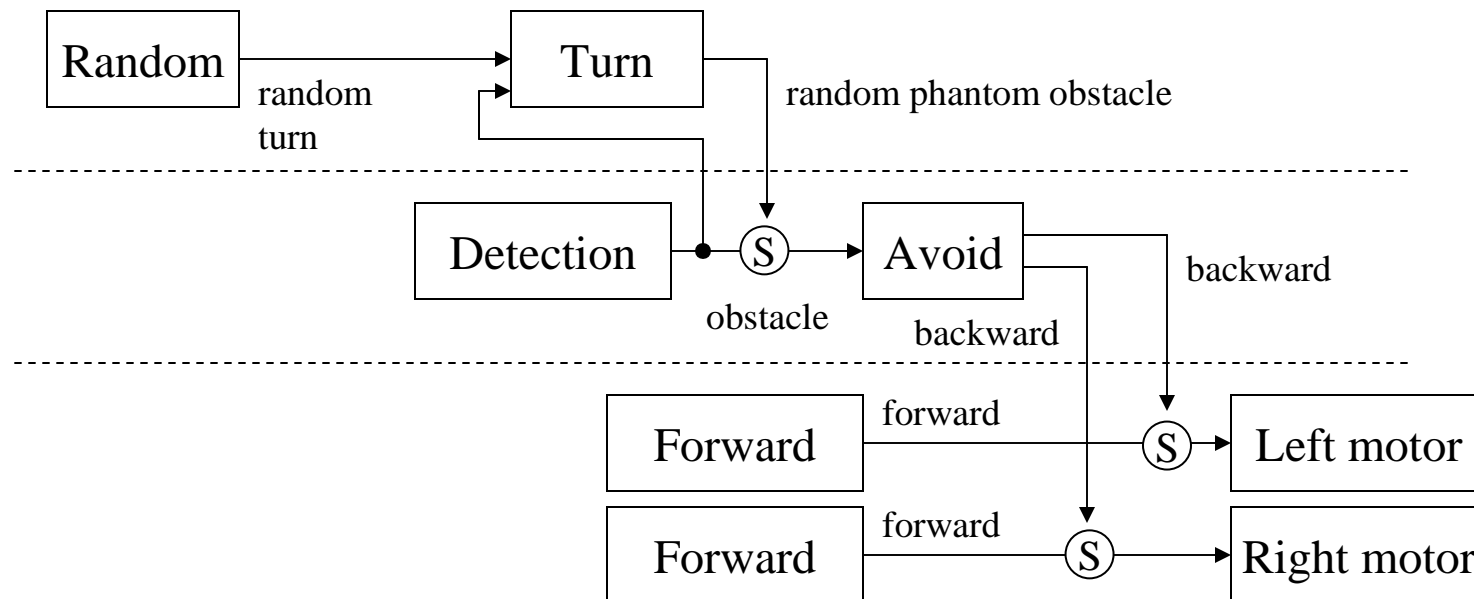 Random
Turn
random
turn
random phantom obstacle
Detection
S
Avoid
obstacle
backward
backward
Forward
forward
S
Left motor
Forward
forward
S
Right motor